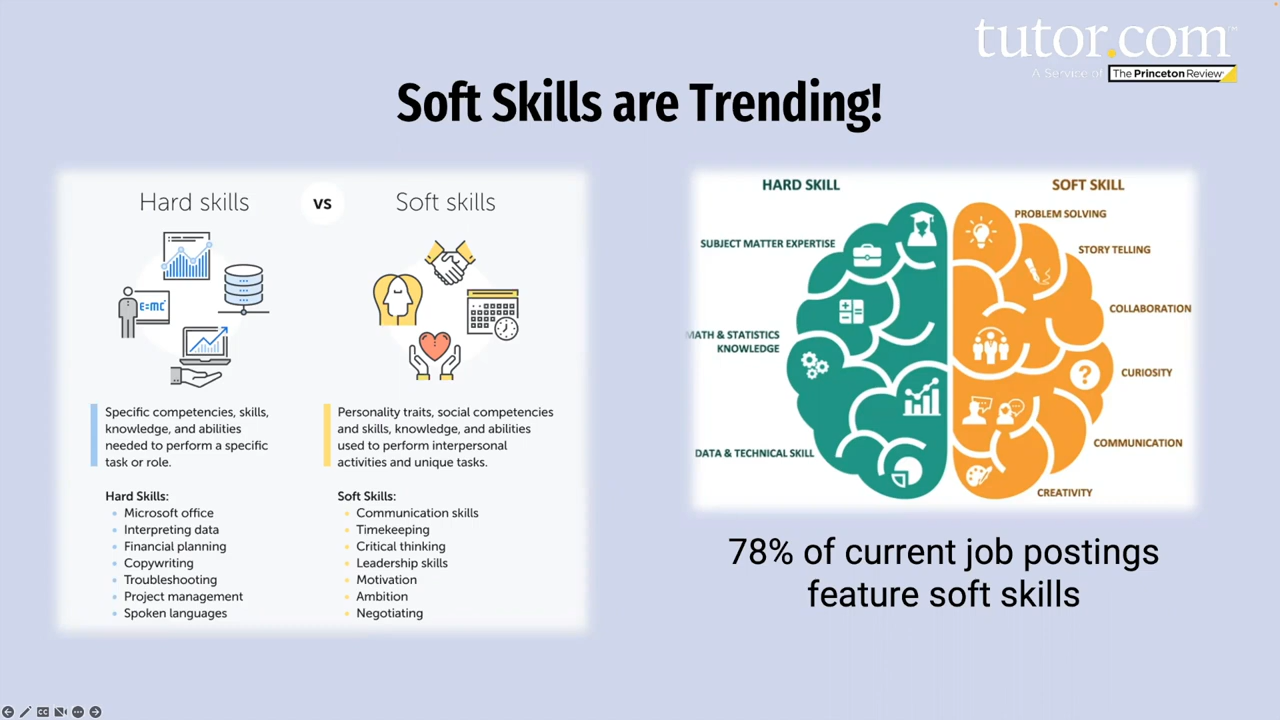 tutor.com
A Service of The Princeton Review
Soft Skills are Trending!
Hard skills
vs
Soft skills
E=mc²
Specific competencies, skills,
knowledge, and abilities
needed to perform a specific
task or role.
Hard Skills:
Microsoft office
Interpreting data
Financial planning
Copywriting
Troubleshooting
Project management
Spoken languages
Personality traits, social competencies
and skills, knowledge, and abilities
used to perform interpersonal
activities and unique tasks.
Soft Skills:
Communication skills
Timekeeping
Critical thinking
Leadership skills
Motivation
Ambition
Negotiating
HARD SKILL
SUBJECT MATTER EXPERTISE
MATH & STATISTICS
KNOWLEDGE
DATA & TECHNICAL SKILL
SOFT SKILL
PROBLEM SOLVING
STORY TELLING
COLLABORATION
CURIOSITY
?
COMMUNICATION
CREATIVITY
78% of current job postings
feature soft skills
CC